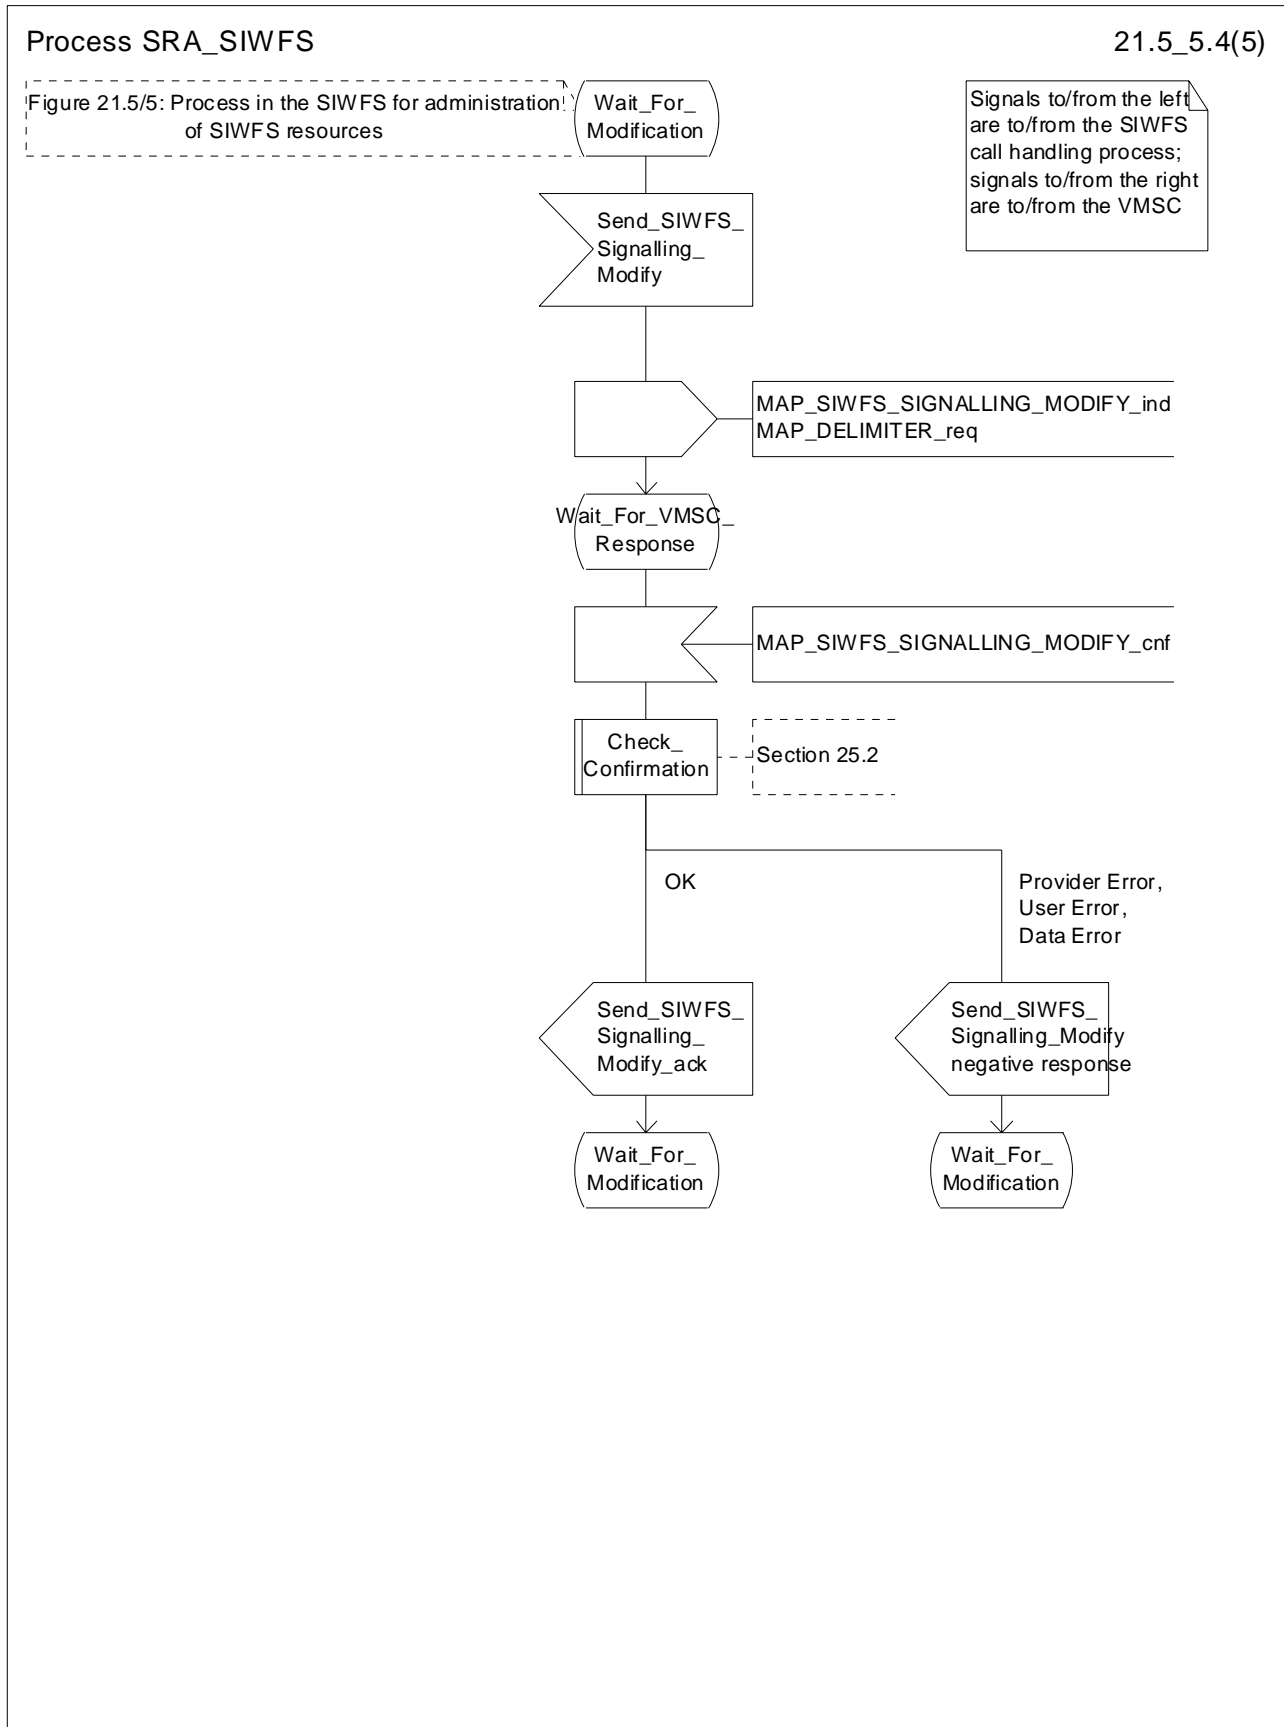 Process SRA_SIWFS
21.5_5.4(5)
Figure 21.5/5: Process in the SIWFS for administration
of SIWFS resources
Wait_For_
Modification
Signals to/from the left
are to/from the SIWFS
call handling process;
signals to/from the right
are to/from the VMSC
Send_SIWFS_
Signalling_
Modify
MAP_SIWFS_SIGNALLING_MODIFY_ind
MAP_DELIMITER_req
Wait_For_VMSC_
Response
MAP_SIWFS_SIGNALLING_MODIFY_cnf
Check_
Confirmation
Section 25.2
OK
Provider Error,
User Error,
Data Error
Send_SIWFS_
Signalling_
Modify_ack
Send_SIWFS_
Signalling_Modify
negative response
Wait_For_
Modification
Wait_For_
Modification